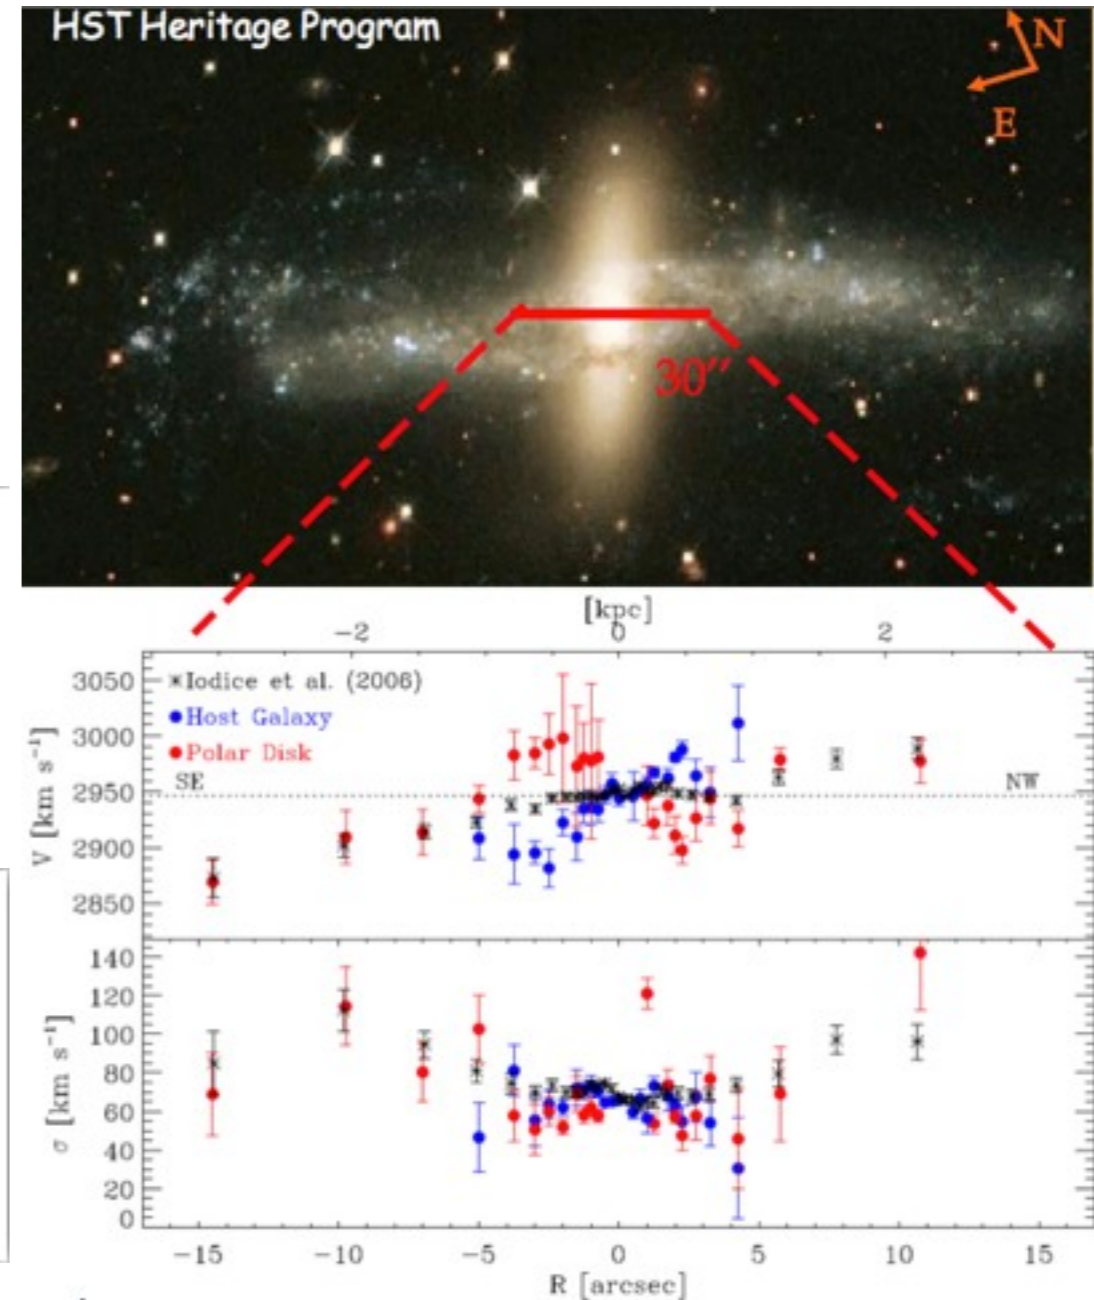 HST Heritage Program
N
E
30"
[kpc]
−2 0 2
3050
3000
2950
2900
2850
V [km s⁻¹]
Iodice et al. (2006)
Host Galaxy
Polar Disk
SE NW
140
120
100
80
60
40
20
0
σ [km s⁻¹]
−15 −10 −5 0 5 10 15
R [arcsec]